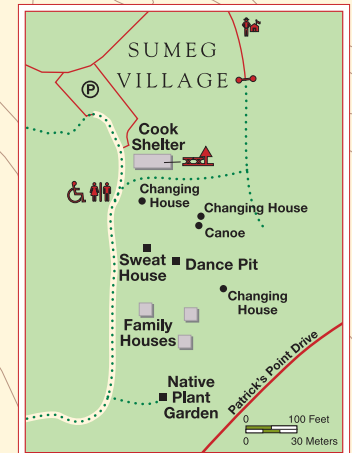 SUMEG
VILLAGE
P
Cook
Shelter
Changing
House
Changing House
Canoe
Sweat
House
Dance Pit
Changing
House
Family
Houses
Native
Plant
Garden
Patrick's Point Drive
0 100 Feet
0 30 Meters